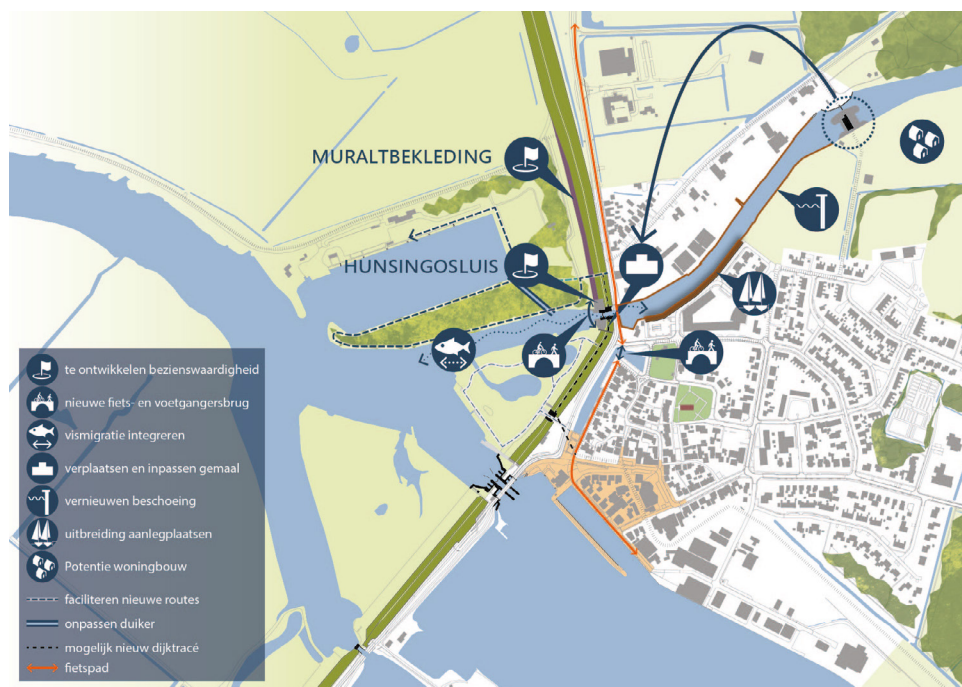 MURALTBEKLEDING
HUNSINGOSLUIS
te ontwikkelen bezienswaardigheid
nieuwe fiets- en voetgangersbrug
vismigratie integreren
verplaatsen en inpassen gemaal
vernieuwen beschoeing
uitbreiding aanlegplaatsen
Potentie woningbouw
faciliteren nieuwe routes
onpassen duiker
mogelijk nieuw dijktracé
fietspad